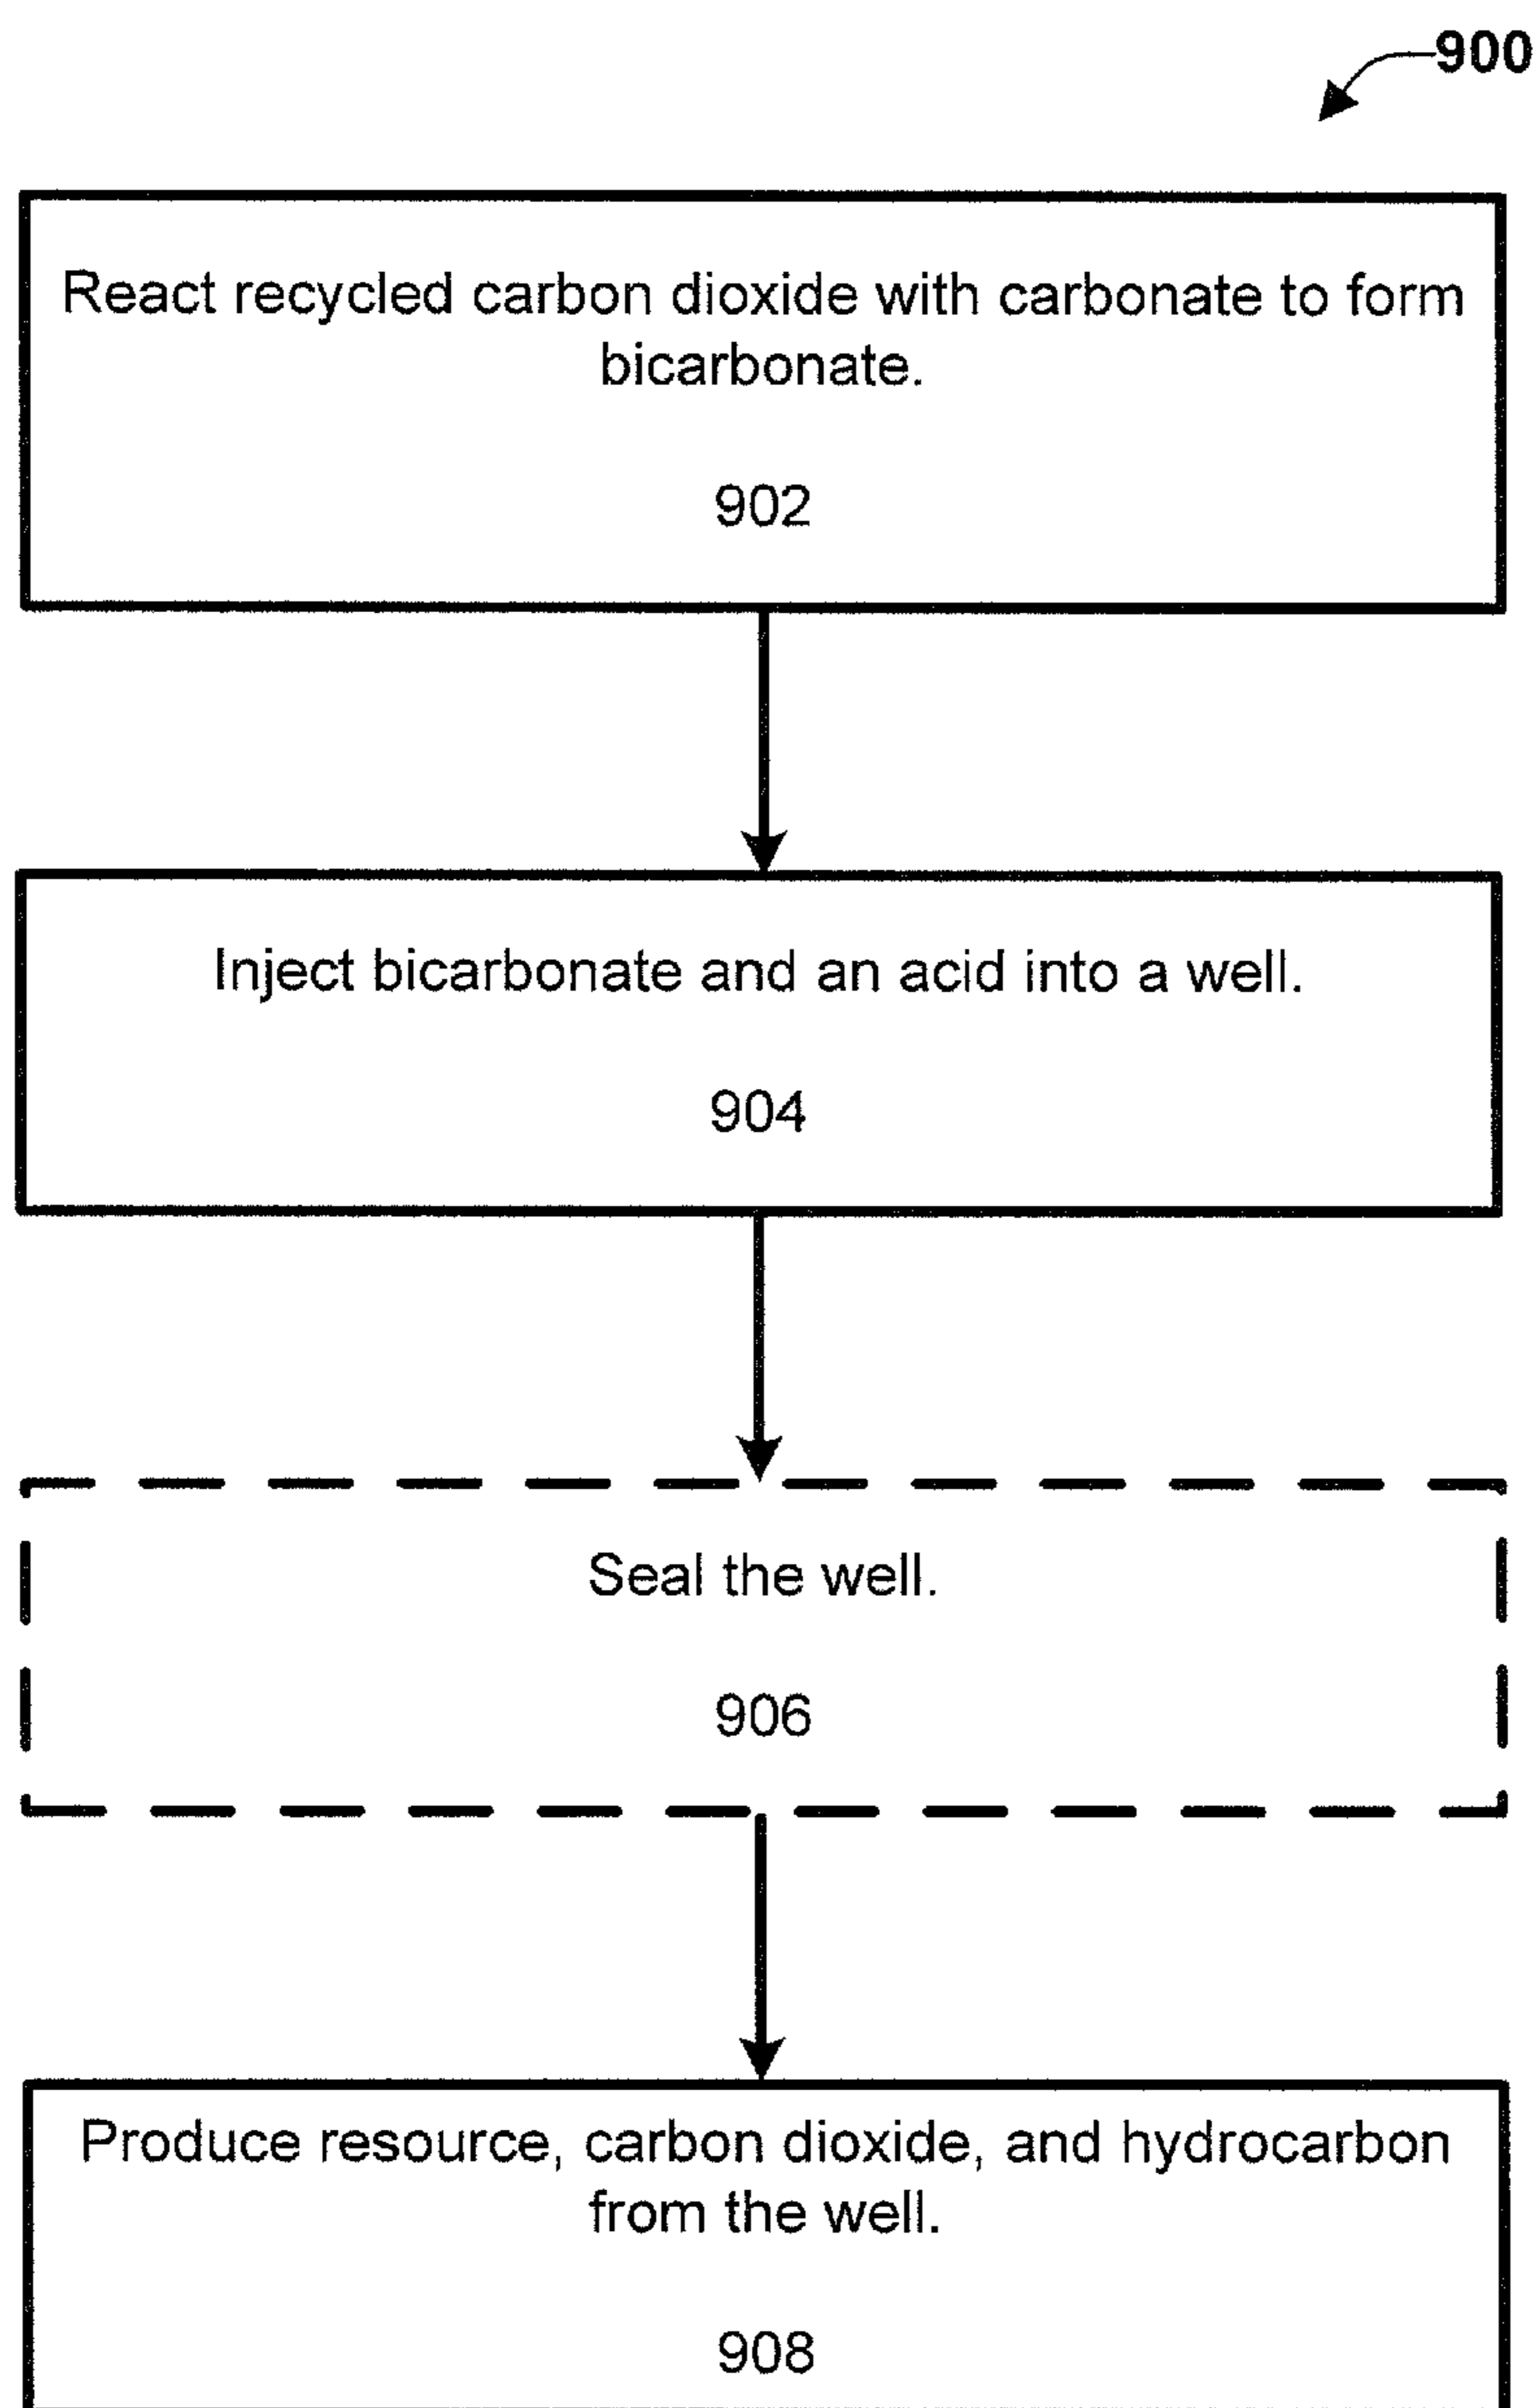 900
React recycled carbon dioxide with carbonate to form
bicarbonate.
902
Inject bicarbonate and an acid into a well.
904
Seal the well.
906
Produce resource, carbon dioxide, and hydrocarbon
from the well.
908